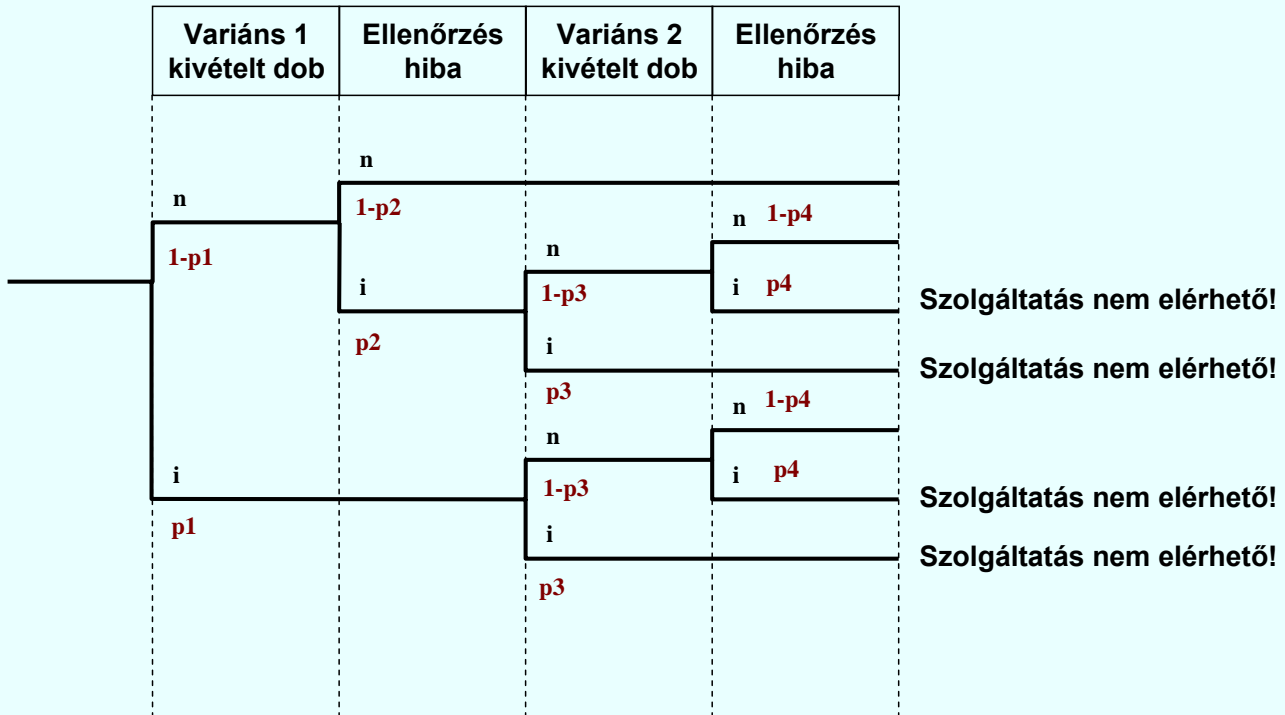 Variáns 1
kivételt dob
Ellenőrzés
hiba
Variáns 2
kivételt dob
Ellenőrzés
hiba
n
n
1-p2
1-p1
n 1-p4
n
i
1-p3
i p4
Szolgáltatás nem elérhető!
p2
i
Szolgáltatás nem elérhető!
p3
n 1-p4
n
i
1-p3
i p4
Szolgáltatás nem elérhető!
p1
i
Szolgáltatás nem elérhető!
p3